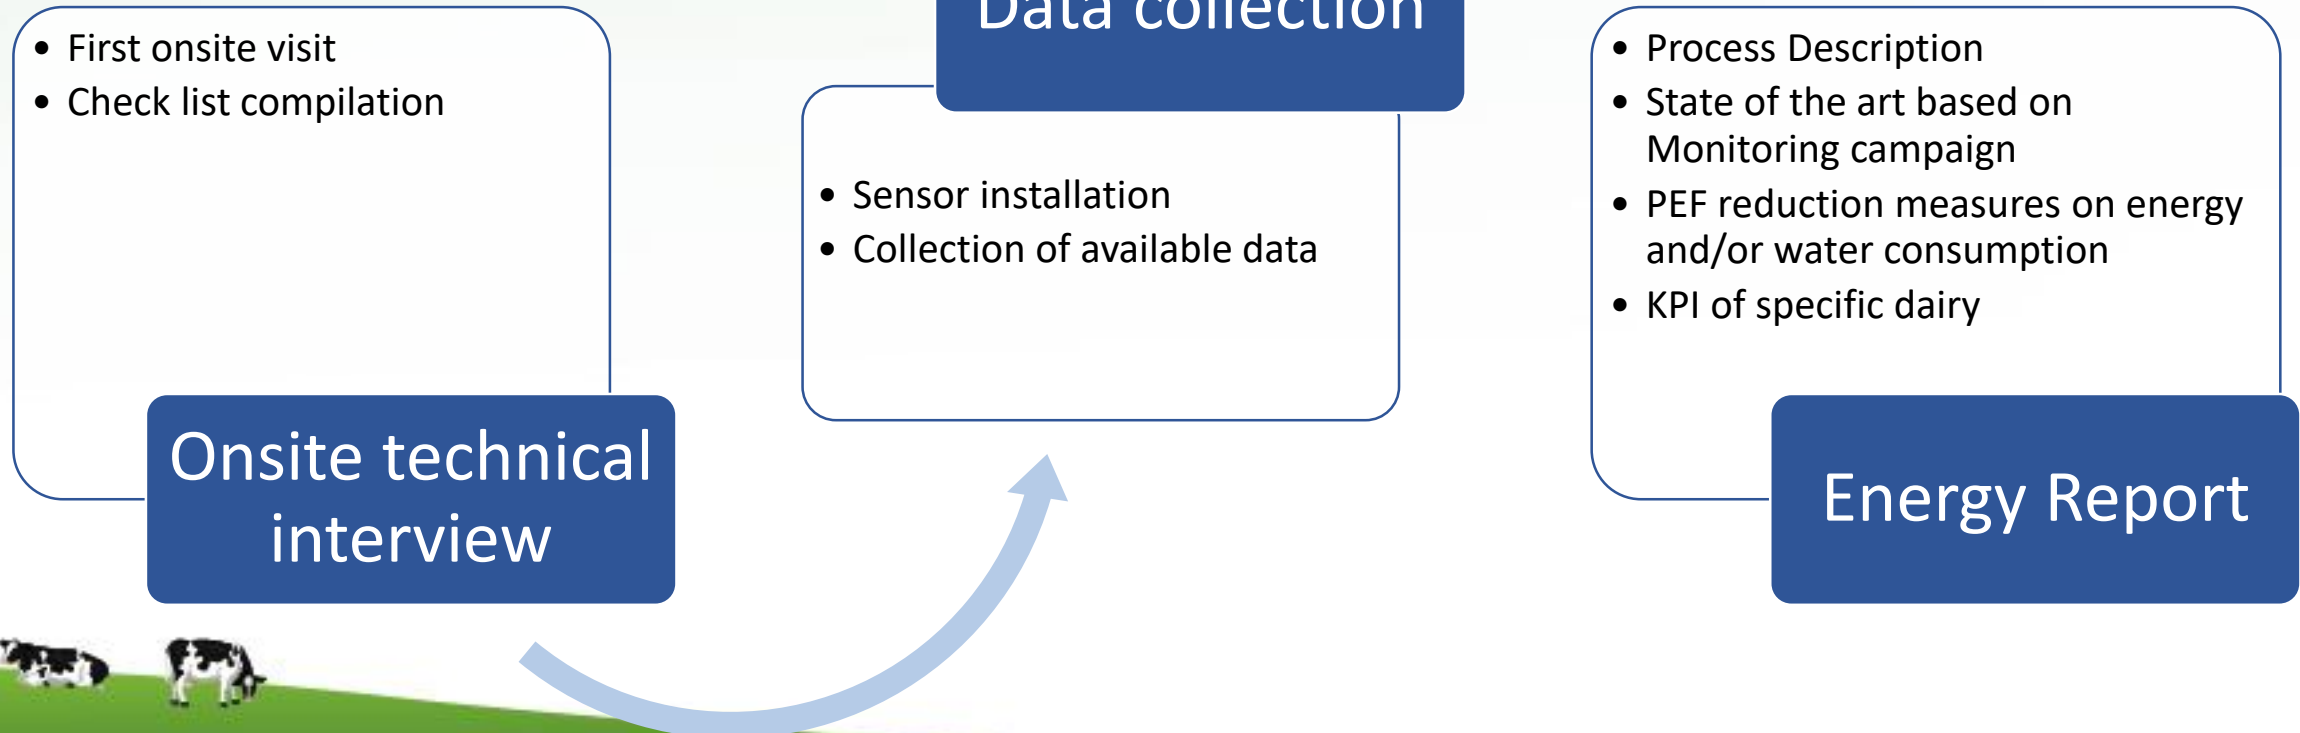 • First onsite visit
• Check list compilation
Onsite technical
interview
Data collection
• Sensor installation
• Collection of available data
• Process Description
• State of the art based on
Monitoring campaign
• PEF reduction measures on energy
and/or water consumption
• KPI of specific dairy
Energy Report